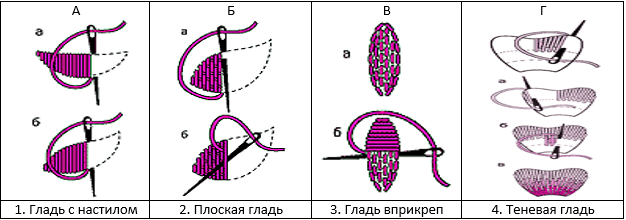 А Б В Г
а а а
б б б
а
б
в
1. Гладь с настилом 2. Плоская гладь 3. Гладь вприкреп 4. Теневая гладь